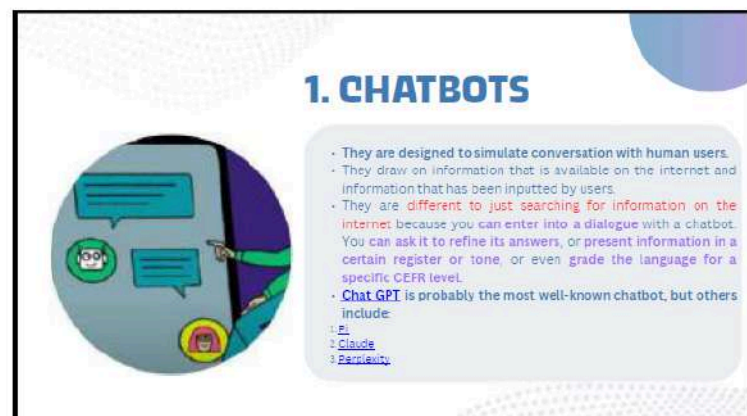 1. CHATBOTS
• They are designed to simulate conversation with human users.
• They draw on information that is available on the internet and
information that has been inputted by users.
• They are different to just searching for information on the
internet because you can enter into a dialogue with a chatbot.
You can ask it to refine its answers, or present information in a
certain register or tone, or even grade the language for a
specific CEFR level.
• Chat GPT is probably the most well-known chatbot, but others
include:
1. Pi
2. Claude
3. Perplexity